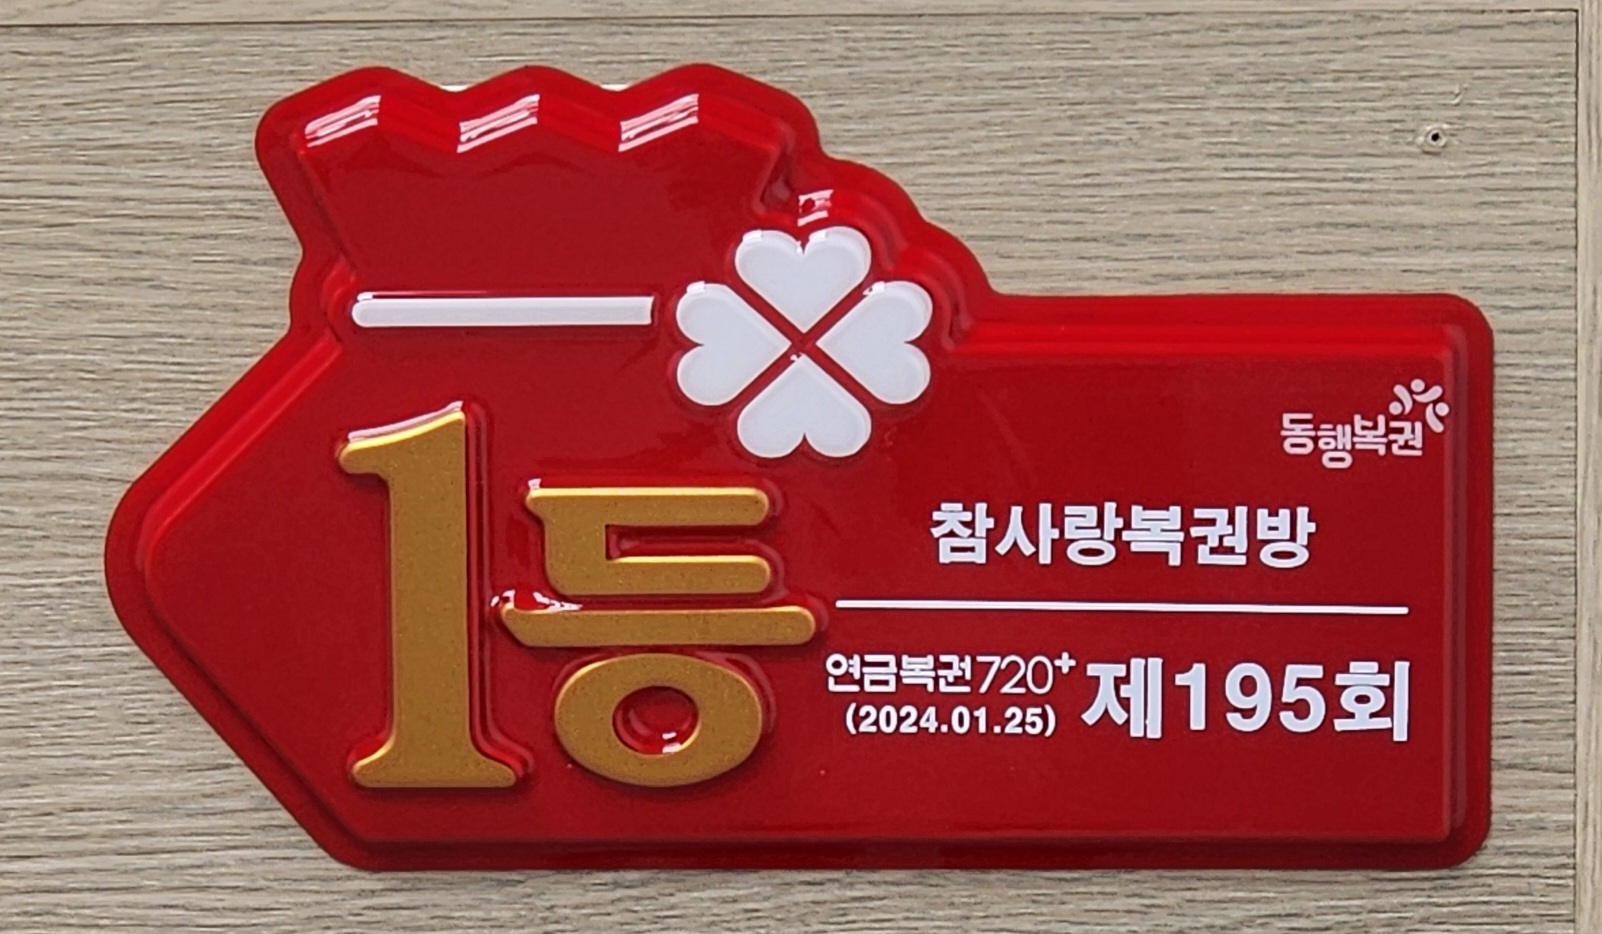 1등
동행복권
참사랑복권방
연금복권720+ 제195회
(2024.01.25)